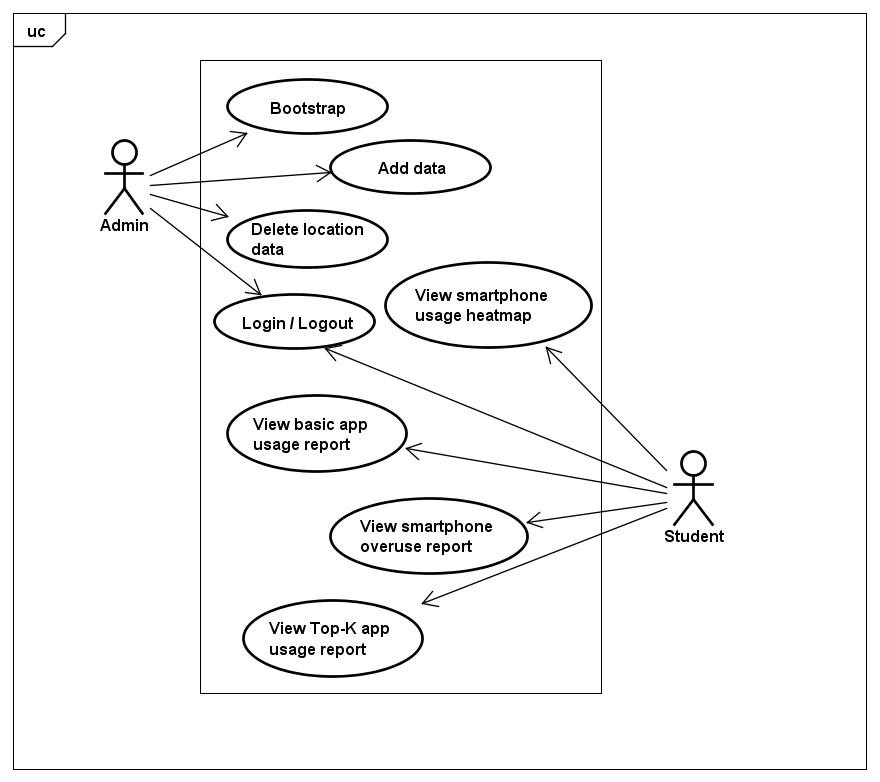 uc
Bootstrap
Add data
Admin
Delete location
data
View smartphone
usage heatmap
Login / Logout
View basic app
usage report
View smartphone
overuse report
Student
View Top-K app
usage report